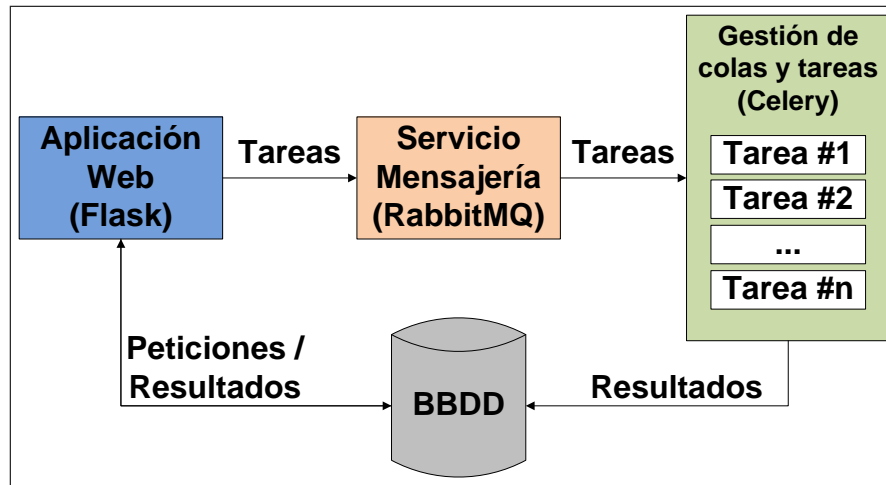 Gestión de
colas y tareas
(Celery)
Aplicación
Web
(Flask)
Tareas
Servicio
Mensajería
(RabbitMQ)
Tareas
Tarea #1
Tarea #2
...
Tarea #n
Peticiones /
Resultados
BBDD
Resultados